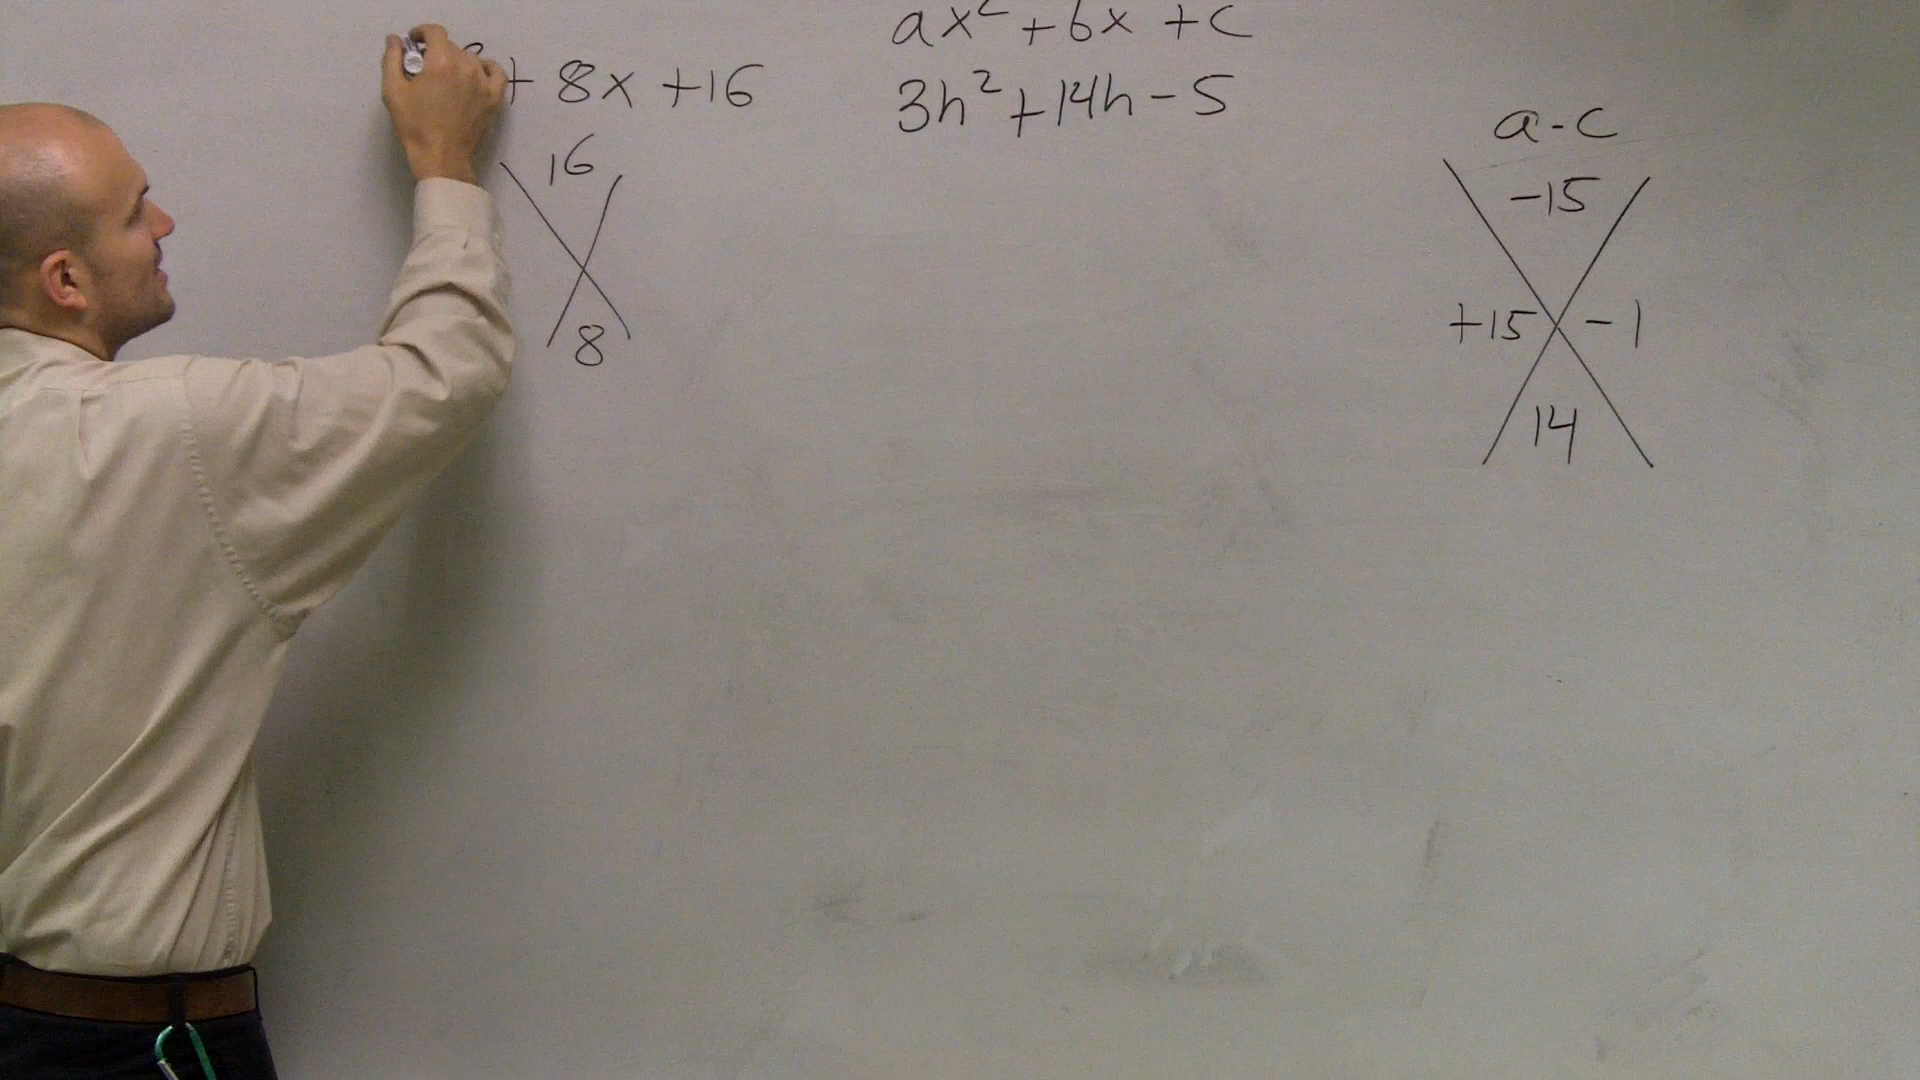 ax² + bx + c
+ 8x + 16
3h² + 14h - 5
16
8
a·c
-15
+15 -1
14